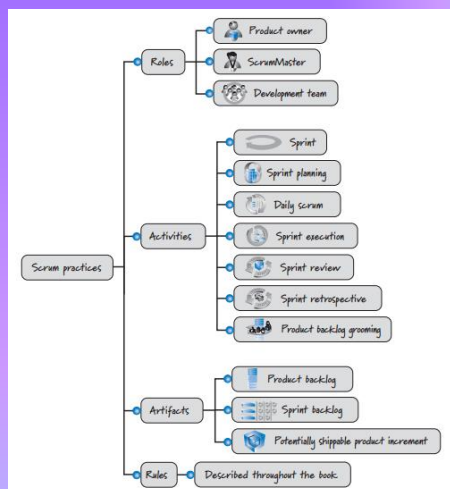 Product owner
Roles
ScrumMaster
Development team
Sprint
Sprint planning
Daily scrum
Activities
Sprint execution
Scrum practices
Sprint review
Sprint retrospective
Product backlog grooming
Product backlog
Artifacts
Sprint backlog
Potentially shippable product increment
Rules
Described throughout the book